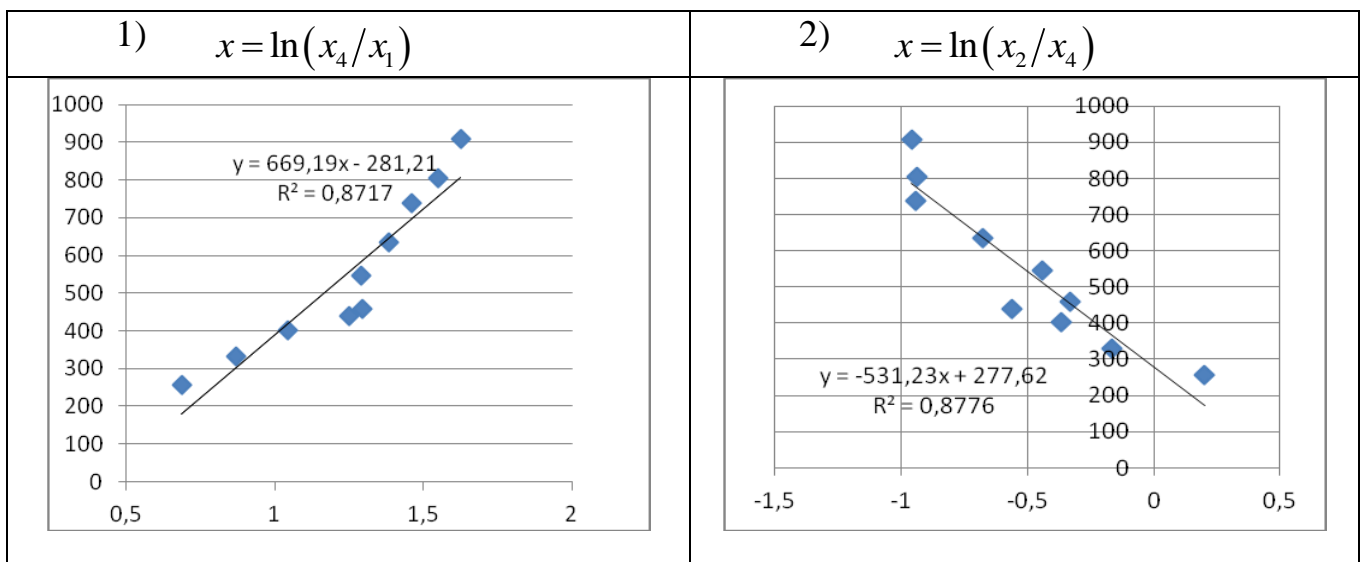 1) x = ln(x₄/x₁)
2) x = ln(x₂/x₄)
1000
900
800
700
600
500
400
300
200
100
0
0,5 1 1,5 2
y = 669,19x - 281,21
R² = 0,8717
1000
900
800
700
600
500
400
300
200
100
0
-1,5 -1 -0,5 0 0,5
y = -531,23x + 277,62
R² = 0,8776